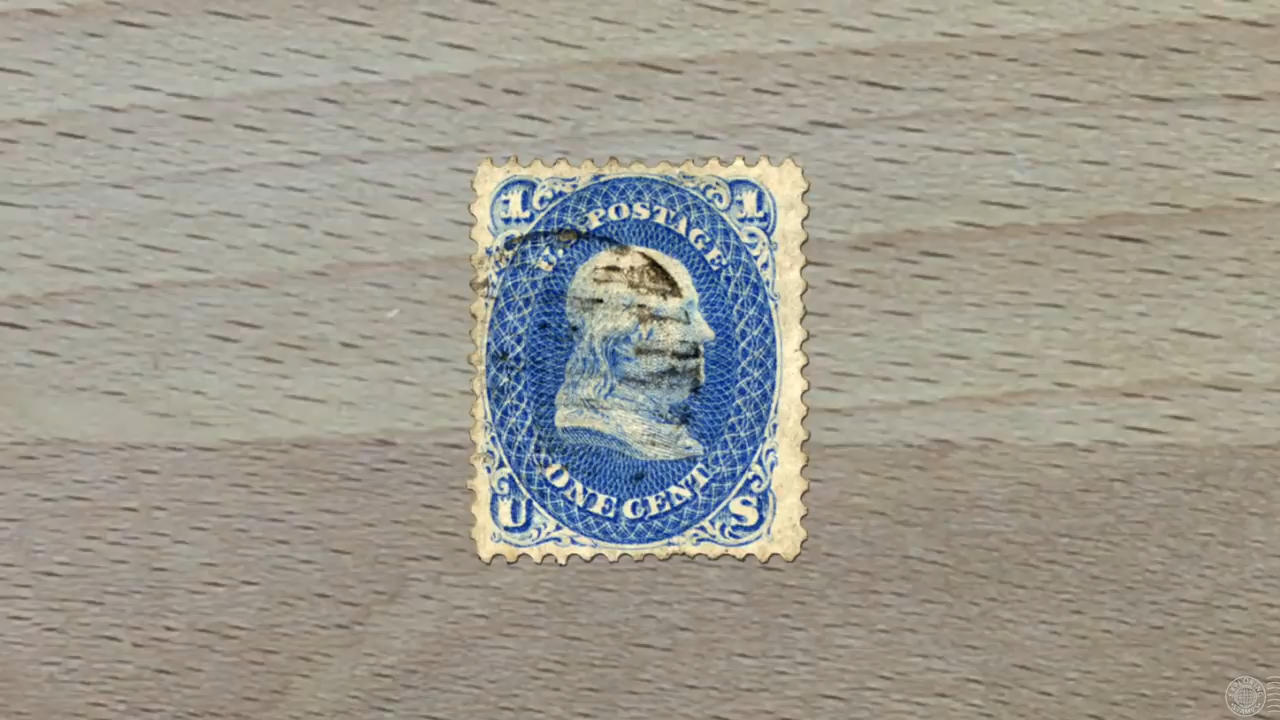 1 1
U. S. POSTAGE
ONE CENT
U S